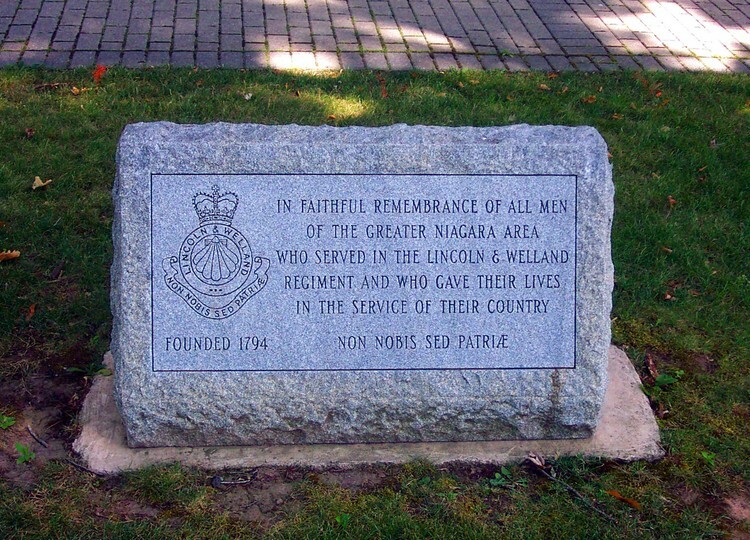 IN FAITHFUL REMEMBRANCE OF ALL MEN
OF THE GREATER NIAGARA AREA
WHO SERVED IN THE LINCOLN & WELLAND
REGIMENT AND WHO GAVE THEIR LIVES
IN THE SERVICE OF THEIR COUNTRY
LINCOLN & WELLAND
NON NOBIS SED PATRIÆ
FOUNDED 1794
NON NOBIS SED PATRIÆ